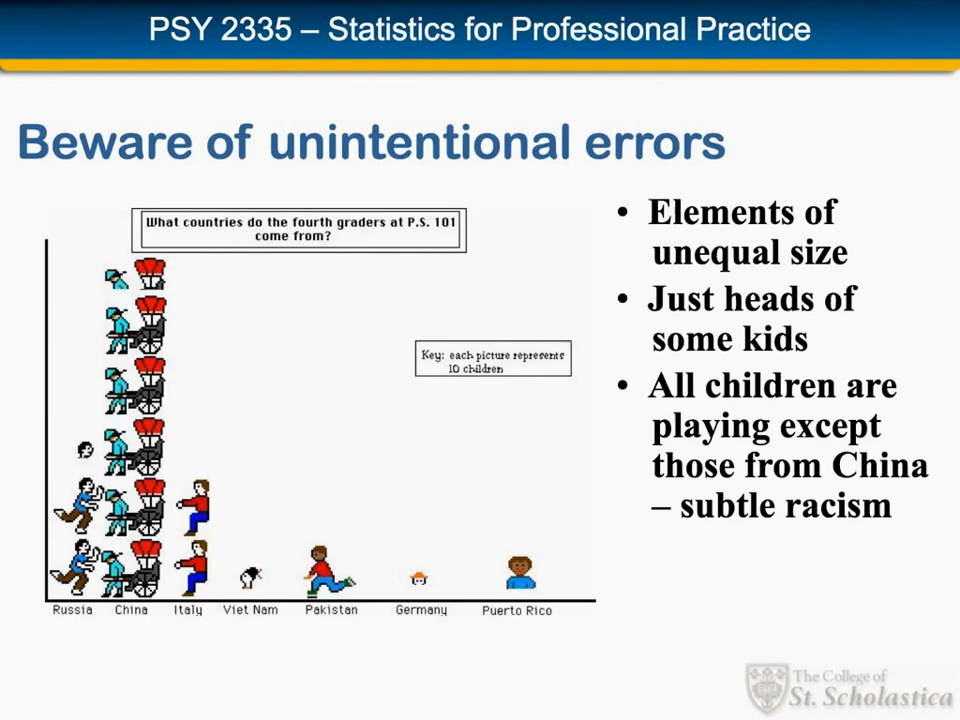 PSY 2335 – Statistics for Professional Practice
Beware of unintentional errors
What countries do the fourth graders at P.S. 101
come from?
Key: each picture represents
10 children
Russia China Italy Viet Nam Pakistan Germany Puerto Rico
• Elements of
unequal size
• Just heads of
some kids
• All children are
playing except
those from China
– subtle racism
The College of
St. Scholastica